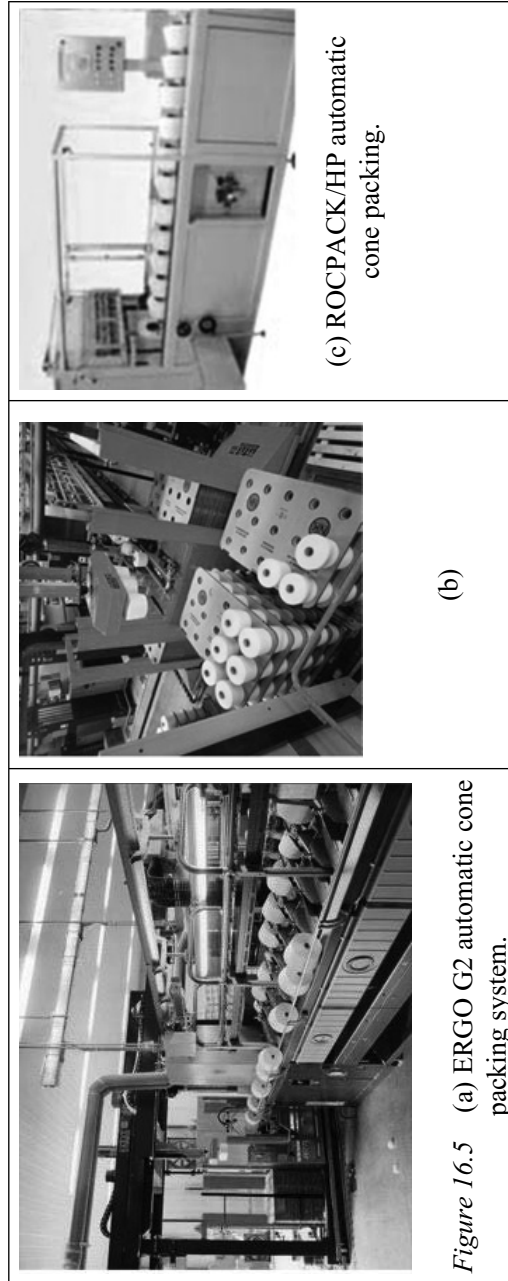 Figure 16.5 (a) ERGO G2 automatic cone
packing system.
(b)
(c) ROCPACK/HP automatic
cone packing.